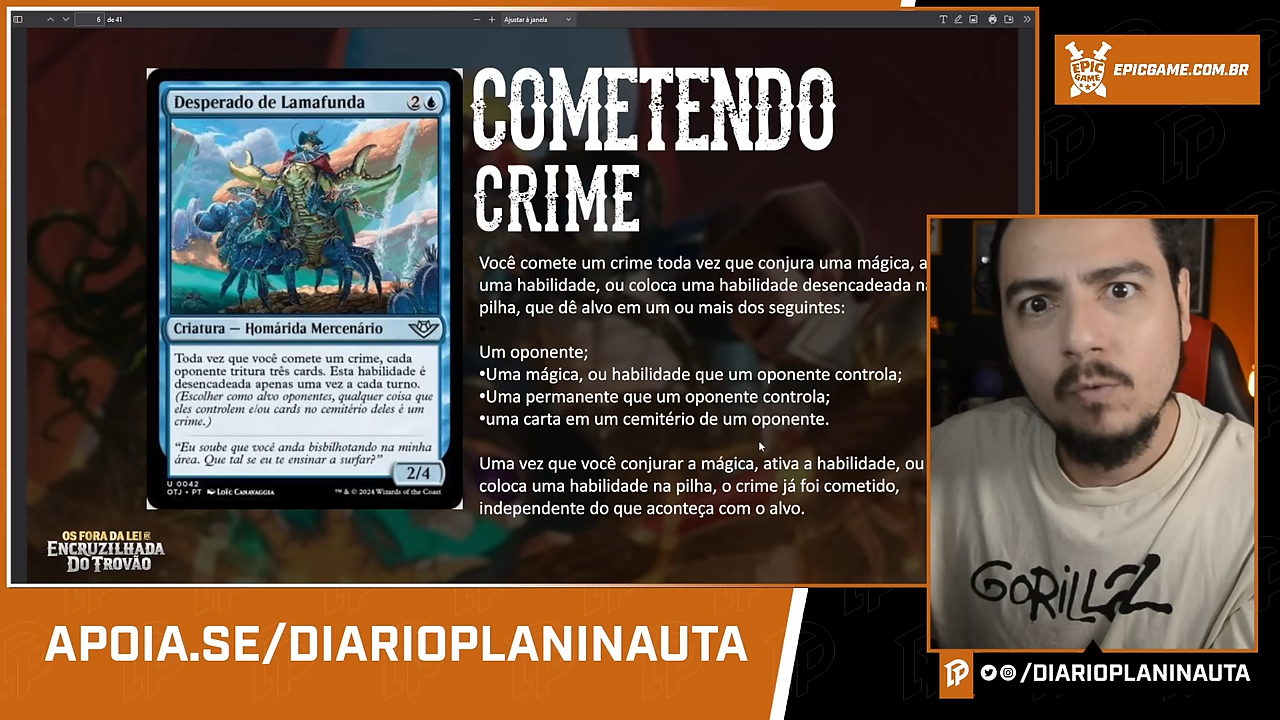 6 de 41
Ajustar à janela
Desperado de Lamafunda
2
Criatura — Homárida Mercenário
Toda vez que você comete um crime, cada
oponente tritura três cards. Esta habilidade é
desencadeada apenas uma vez a cada turno.
(Escolher como alvo oponentes, qualquer coisa que
eles controlem e/ou cards no cemitério deles é um
crime.)
“Eu soube que você anda bisbilhotando na minha
área. Que tal se eu te ensinar a surfar?”
2/4
U 0042
OTJ • PT Loïc Canavaggia
™ & © 2024 Wizards of the Coast
COMETENDO
CRIME
Você comete um crime toda vez que conjura uma mágica, a
uma habilidade, ou coloca uma habilidade desencadeada n
pilha, que dê alvo em um ou mais dos seguintes:
•
Um oponente;
•Uma mágica, ou habilidade que um oponente controla;
•Uma permanente que um oponente controla;
•uma carta em um cemitério de um oponente.
Uma vez que você conjurar a mágica, ativa a habilidade, ou
coloca uma habilidade na pilha, o crime já foi cometido,
independente do que aconteça com o alvo.
OS FORA DA LEI DE
ENCRUZILHADA
DO TROVÃO
EPIC
GAME
EPICGAME.COM.BR
GORILLZ
APOIA.SE/DIARIOPLANINAUTA
/DIARIOPLANINAUTA